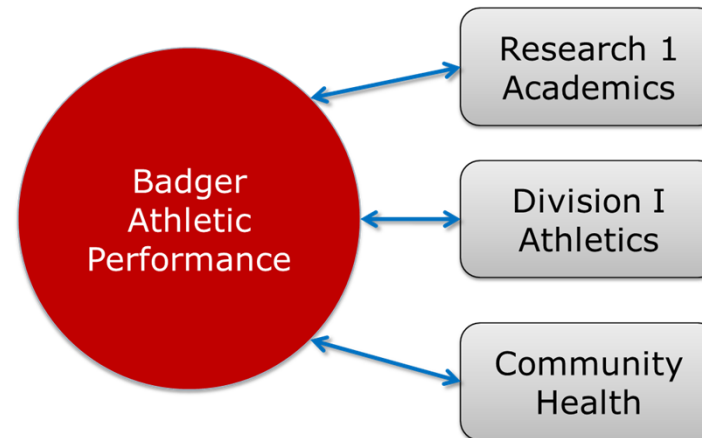 Badger
Athletic
Performance
Research 1
Academics
Division I
Athletics
Community
Health